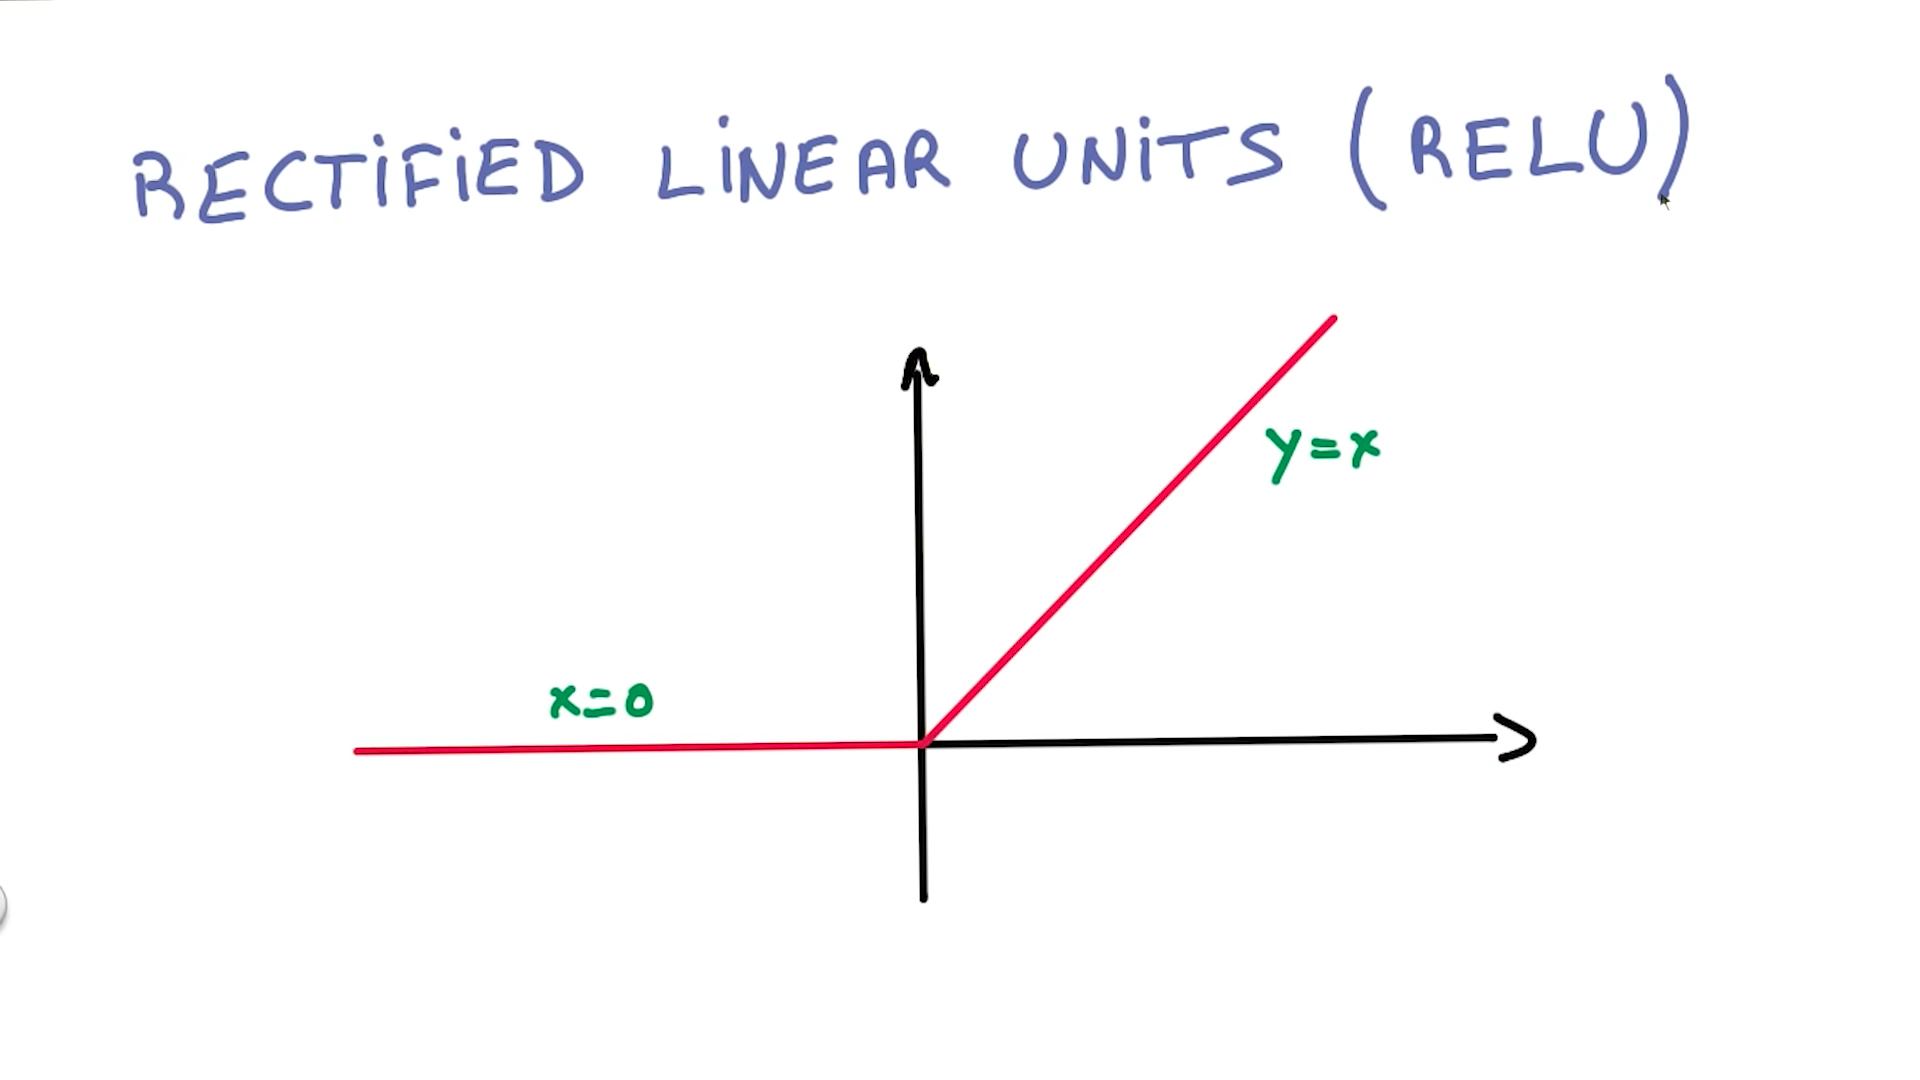 RECTIFIED LINEAR UNITS (RELU)
y=x
x=0